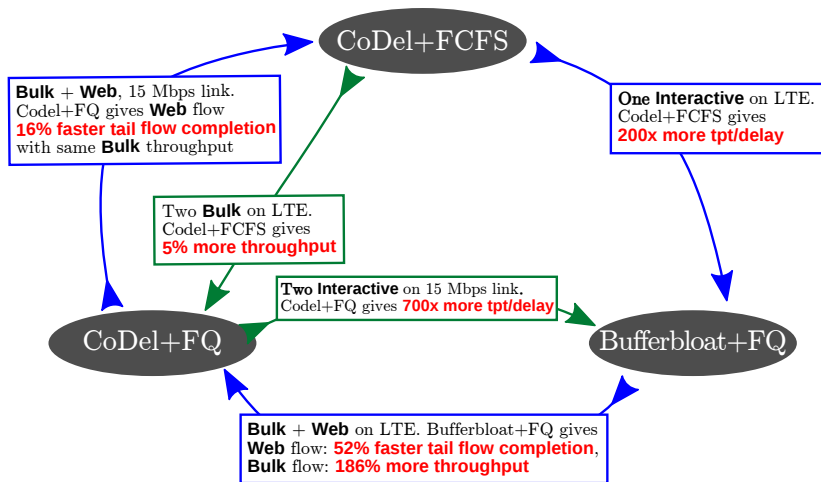 CoDel+FCFS
Bulk + Web, 15 Mbps link.
Codel+FQ gives Web flow
16% faster tail flow completion
with same Bulk throughput
One Interactive on LTE.
Codel+FCFS gives
200x more tpt/delay
Two Bulk on LTE.
Codel+FCFS gives
5% more throughput
Two Interactive on 15 Mbps link.
Codel+FQ gives 700x more tpt/delay
CoDel+FQ
Bufferbloat+FQ
Bulk + Web on LTE. Bufferbloat+FQ gives
Web flow: 52% faster tail flow completion,
Bulk flow: 186% more throughput